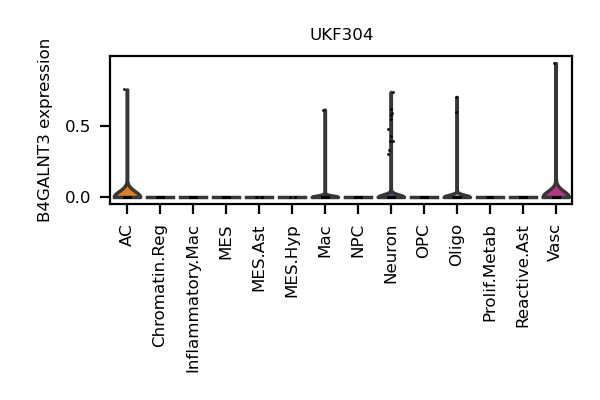 UKF304
B4GALNT3 expression
0.5
0.0
AC
Chromatin.Reg
Inflammatory.Mac
MES
MES.Ast
MES.Hyp
Mac
NPC
Neuron
OPC
Oligo
Prolif.Metab
Reactive.Ast
Vasc